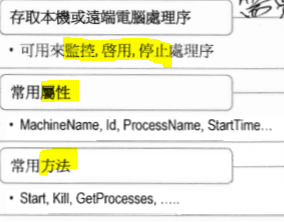 存取本機或遠端電腦處理序
• 可用來監控, 啓用, 停止處理序
常用屬性
• MachineName, Id, ProcessName, StartTime...
常用方法
• Start, Kill, GetProcesses, .....